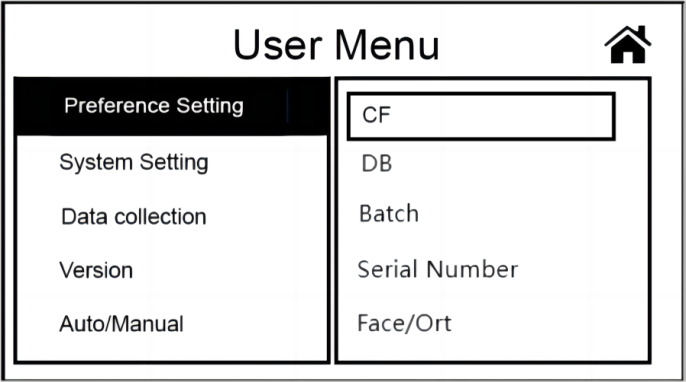 User Menu
Preference Setting
System Setting
Data collection
Version
Auto/Manual
CF
DB
Batch
Serial Number
Face/Ort